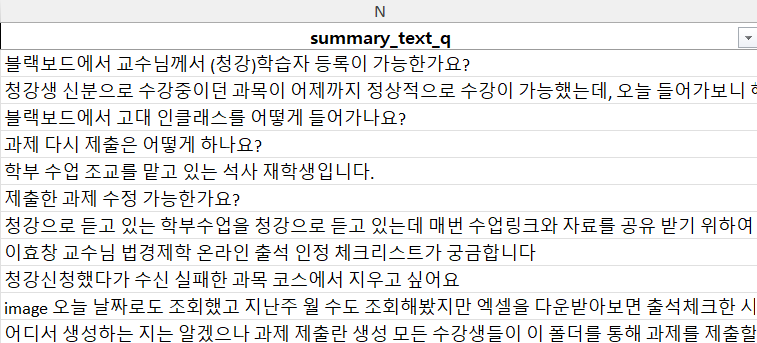 N
summary_text_q
블랙보드에서 교수님께서 (청강)학습자 등록이 가능한가요?
청강생 신분으로 수강중이던 과목이 어제까지 정상적으로 수강이 가능했는데, 오늘 들어가보니
블랙보드에서 고대 인클래스를 어떻게 들어가나요?
과제 다시 제출은 어떻게 하나요?
학부 수업 조교를 맡고 있는 석사 재학생입니다.
제출한 과제 수정 가능한가요?
청강으로 듣고 있는 학부수업을 청강으로 듣고 있는데 매번 수업링크와 자료를 공유 받기 위하여
이효창 교수님 법경제학 온라인 출석 인정 체크리스트가 궁금합니다
청강신청했다가 수신 실패한 과목 코스에서 지우고 싶어요
image 오늘 날짜로도 조회했고 지난주 월 수도 조회해봤지만 엑셀을 다운받아보면 출석체크한 시
어디서 생성하는 지는 알겠으나 과제 제출란 생성 모든 수강생들이 이 폴더를 통해 과제를 제출할